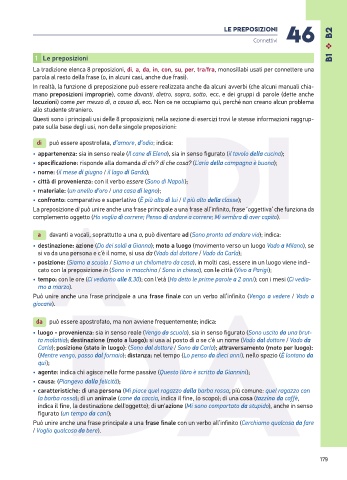 LE PREPOSIZIONI
Connettivi
46
B1 ❖ B2
1 Le preposizioni
La tradizione elenca 8 preposizioni, di, a, da, in, con, su, per, tra/fra, monosillabi usati per connettere una
parola al resto della frase (o, in alcuni casi, anche due frasi).
In realtà, la funzione di preposizione può essere realizzata anche da alcuni avverbi (che alcuni manuali chia-
mano preposizioni improprie), come davanti, dietro, sopra, sotto, ecc. e dei gruppi di parole (dette anche
locuzioni) come per mezzo di, a causa di, ecc. Non ce ne occupiamo qui, perché non creano alcun problema
allo studente straniero.
Questi sono i principali usi delle 8 preposizioni; nella sezione di esercizi trovi le stesse informazioni raggrup-
pate sulla base degli usi, non delle singole preposizioni:
di può essere apostrofata, d'amore, d'odio; indica:
• appartenenza: sia in senso reale (Il cane di Elena), sia in senso figurato (il tavolo della cucina);
• specificazione: risponde alla domanda di chi? di che cosa? (L'aria della campagna è buona);
• nome: (il mese di giugno / il lago di Garda);
• città di provenienza: con il verbo essere (Sono di Napoli);
• materiale: (un anello d'oro / una casa di legno);
• confronto: comparativo e superlativo (È più alto di lui / Il più alto della classe);
La preposizione di può unire anche una frase principale a una frase all'infinito, frase 'oggettiva' che funziona da
complemento oggetto (Ho voglia di correre; Penso di andare a correre; Mi sembra di aver capito).
a davanti a vocali, soprattutto a una a, può diventare ad (Sono pronto ad andare via); indica:
• destinazione: azione (Do dei soldi a Gianna); moto a luogo (movimento verso un luogo Vado a Milano), se
si va da una persona e c'è il nome, si usa da (Vado dal dottore / Vado da Carla);
• posizione: (Siamo a scuola / Siamo a un chilometro da casa), in molti casi, essere in un luogo viene indi-
cato con la preposizione in (Sono in macchina / Sono in chiesa), con le città (Vivo a Parigi);
• tempo: con le ore (Ci vediamo alle 8.30); con l'età (Ha detto le prime parole a 2 anni); con i mesi (Ci vedia-
mo a marzo).
Può unire anche una frase principale a una frase finale con un verbo all'infinito (Vengo a vedere / Vado a
giocare).
da può essere apostrofata, ma non avviene frequentemente; indica:
• luogo - provenienza: sia in senso reale (Vengo da scuola), sia in senso figurato (Sono uscito da una brut-
ta malattia); destinazione (moto a luogo): si usa al posto di a se c'è un nome (Vado dal dottore / Vado da
Carla); posizione (stato in luogo): (Sono dal dottore / Sono da Carla); attraversamento (moto per luogo):
(Mentre vengo, passo dal fornaio); distanza; nel tempo (Lo penso da dieci anni), nello spazio (È lontano da
qui);
• agente: indica chi agisce nelle forme passive (Questo libro è scritto da Giannini);
• causa: (Piangeva dalla felicità);
• caratteristiche: di una persona (Mi piace quel ragazzo dalla barba rossa, più comune: quel ragazzo con
la barba rossa); di un animale (cane da caccia, indica il fine, lo scopo); di una cosa (tazzina da caffè,
indica il fine, la destinazione dell'oggetto); di un'azione (Mi sono comportato da stupido), anche in senso
figurato (un tempo da cani);
Può unire anche una frase principale a una frase finale con un verbo all'infinito (Cerchiamo qualcosa da fare
/ Voglio qualcosa da bere).
179